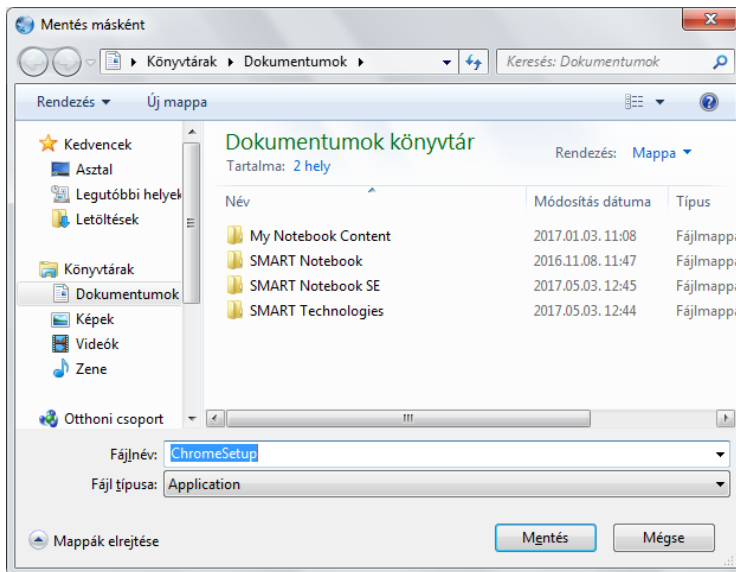 Mentés másként
Könyvtárak Dokumentumok
Keresés: Dokumentumok
Rendezés Új mappa
Kedvencek
Asztal
Legutóbbi helyek
Letöltések
Könyvtárak
Dokumentumok
Képek
Videók
Zene
Otthoni csoport
Dokumentumok könyvtár
Tartalma: 2 hely
Rendezés: Mappa
Név Módosítás dátuma Típus
My Notebook Content 2017.01.03. 11:08 Fájlmappa
SMART Notebook 2016.11.08. 11:47 Fájlmappa
SMART Notebook SE 2017.05.03. 12:45 Fájlmappa
SMART Technologies 2017.05.03. 12:44 Fájlmappa
Fájlnév: ChromeSetup
Fájl típusa: Application
Mappák elrejtése
Mentés Mégse